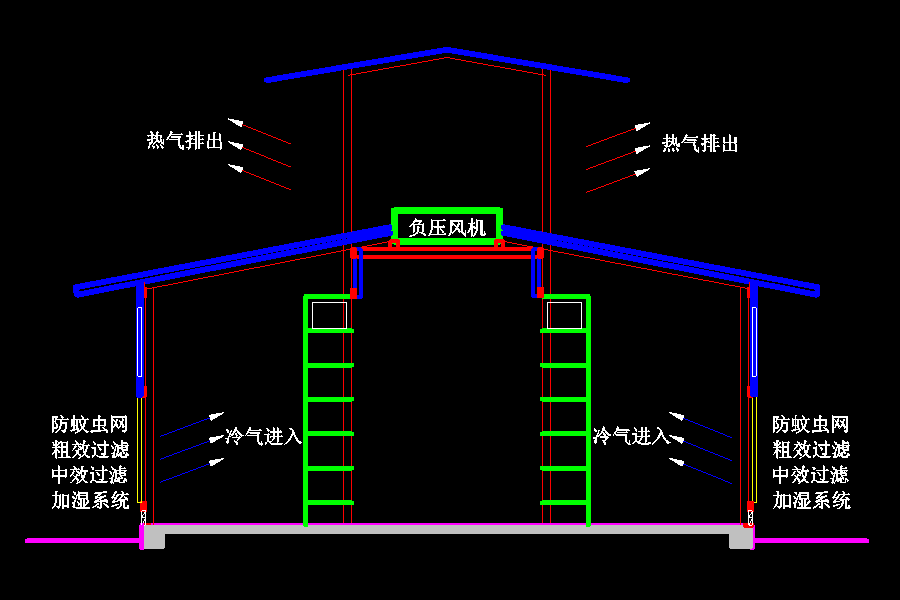 热气排出
热气排出
负压风机
防蚊虫网
粗效过滤
中效过滤
加湿系统
冷气进入
冷气进入
防蚊虫网
粗效过滤
中效过滤
加湿系统